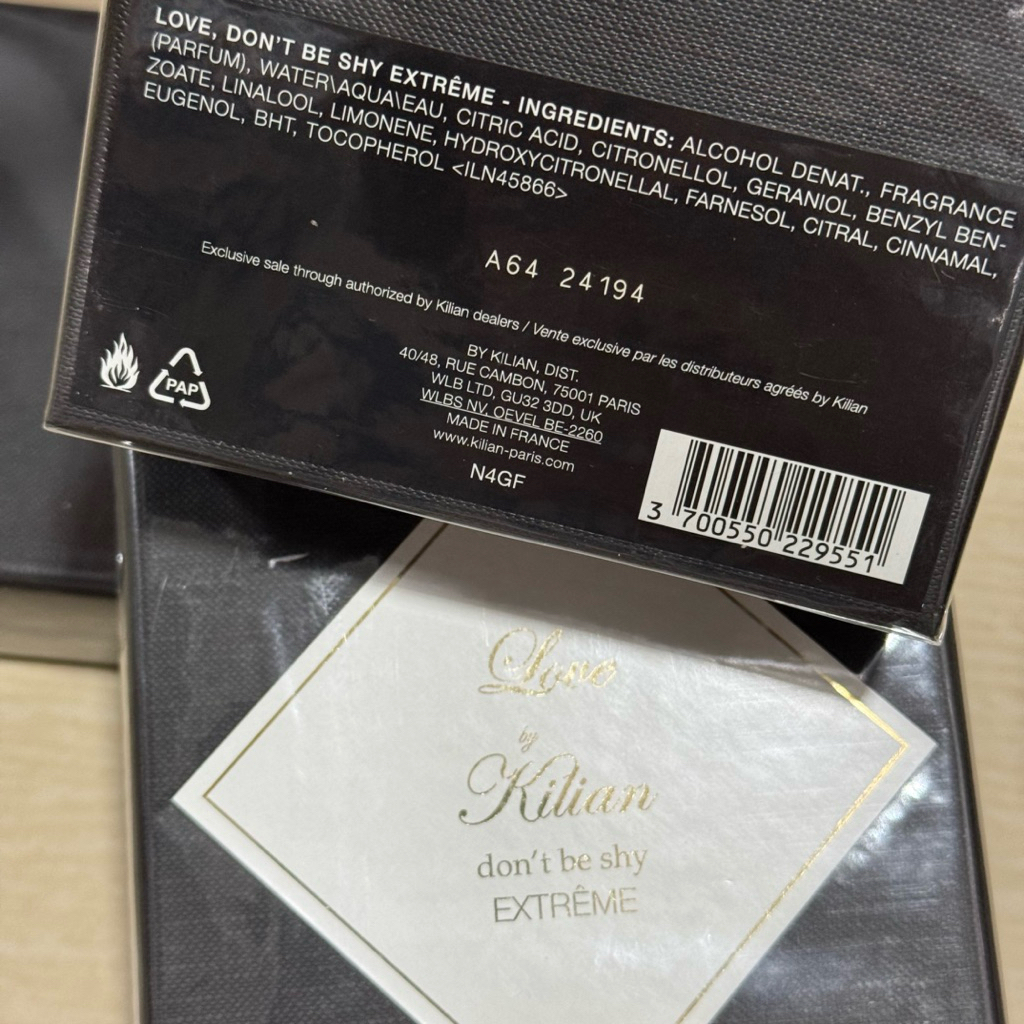 LOVE, DON'T BE SHY EXTRÊME - INGREDIENTS: ALCOHOL DENAT., FRAGRANCE
(PARFUM), WATER\AQUA\EAU, CITRIC ACID, CITRONELLOL, GERANIOL, BENZYL BEN-
ZOATE, LINALOOL, LIMONENE, HYDROXYCITRONELLAL, FARNESOL, CITRAL, CINNAMAL,
EUGENOL, BHT, TOCOPHEROL <ILN45866>
A64 24194
Exclusive sale through authorized by Kilian dealers / Vente exclusive par les distributeurs agréés by Kilian
PAP
BY KILIAN, DIST.
40/48, RUE CAMBON, 75001 PARIS
WLB LTD, GU32 3DD, UK
WLBS NV, OEVEL BE-2260
MADE IN FRANCE
www.kilian-paris.com
N4GF
3 700550 229551
Love
by
Kilian
don't be shy
EXTRÊME